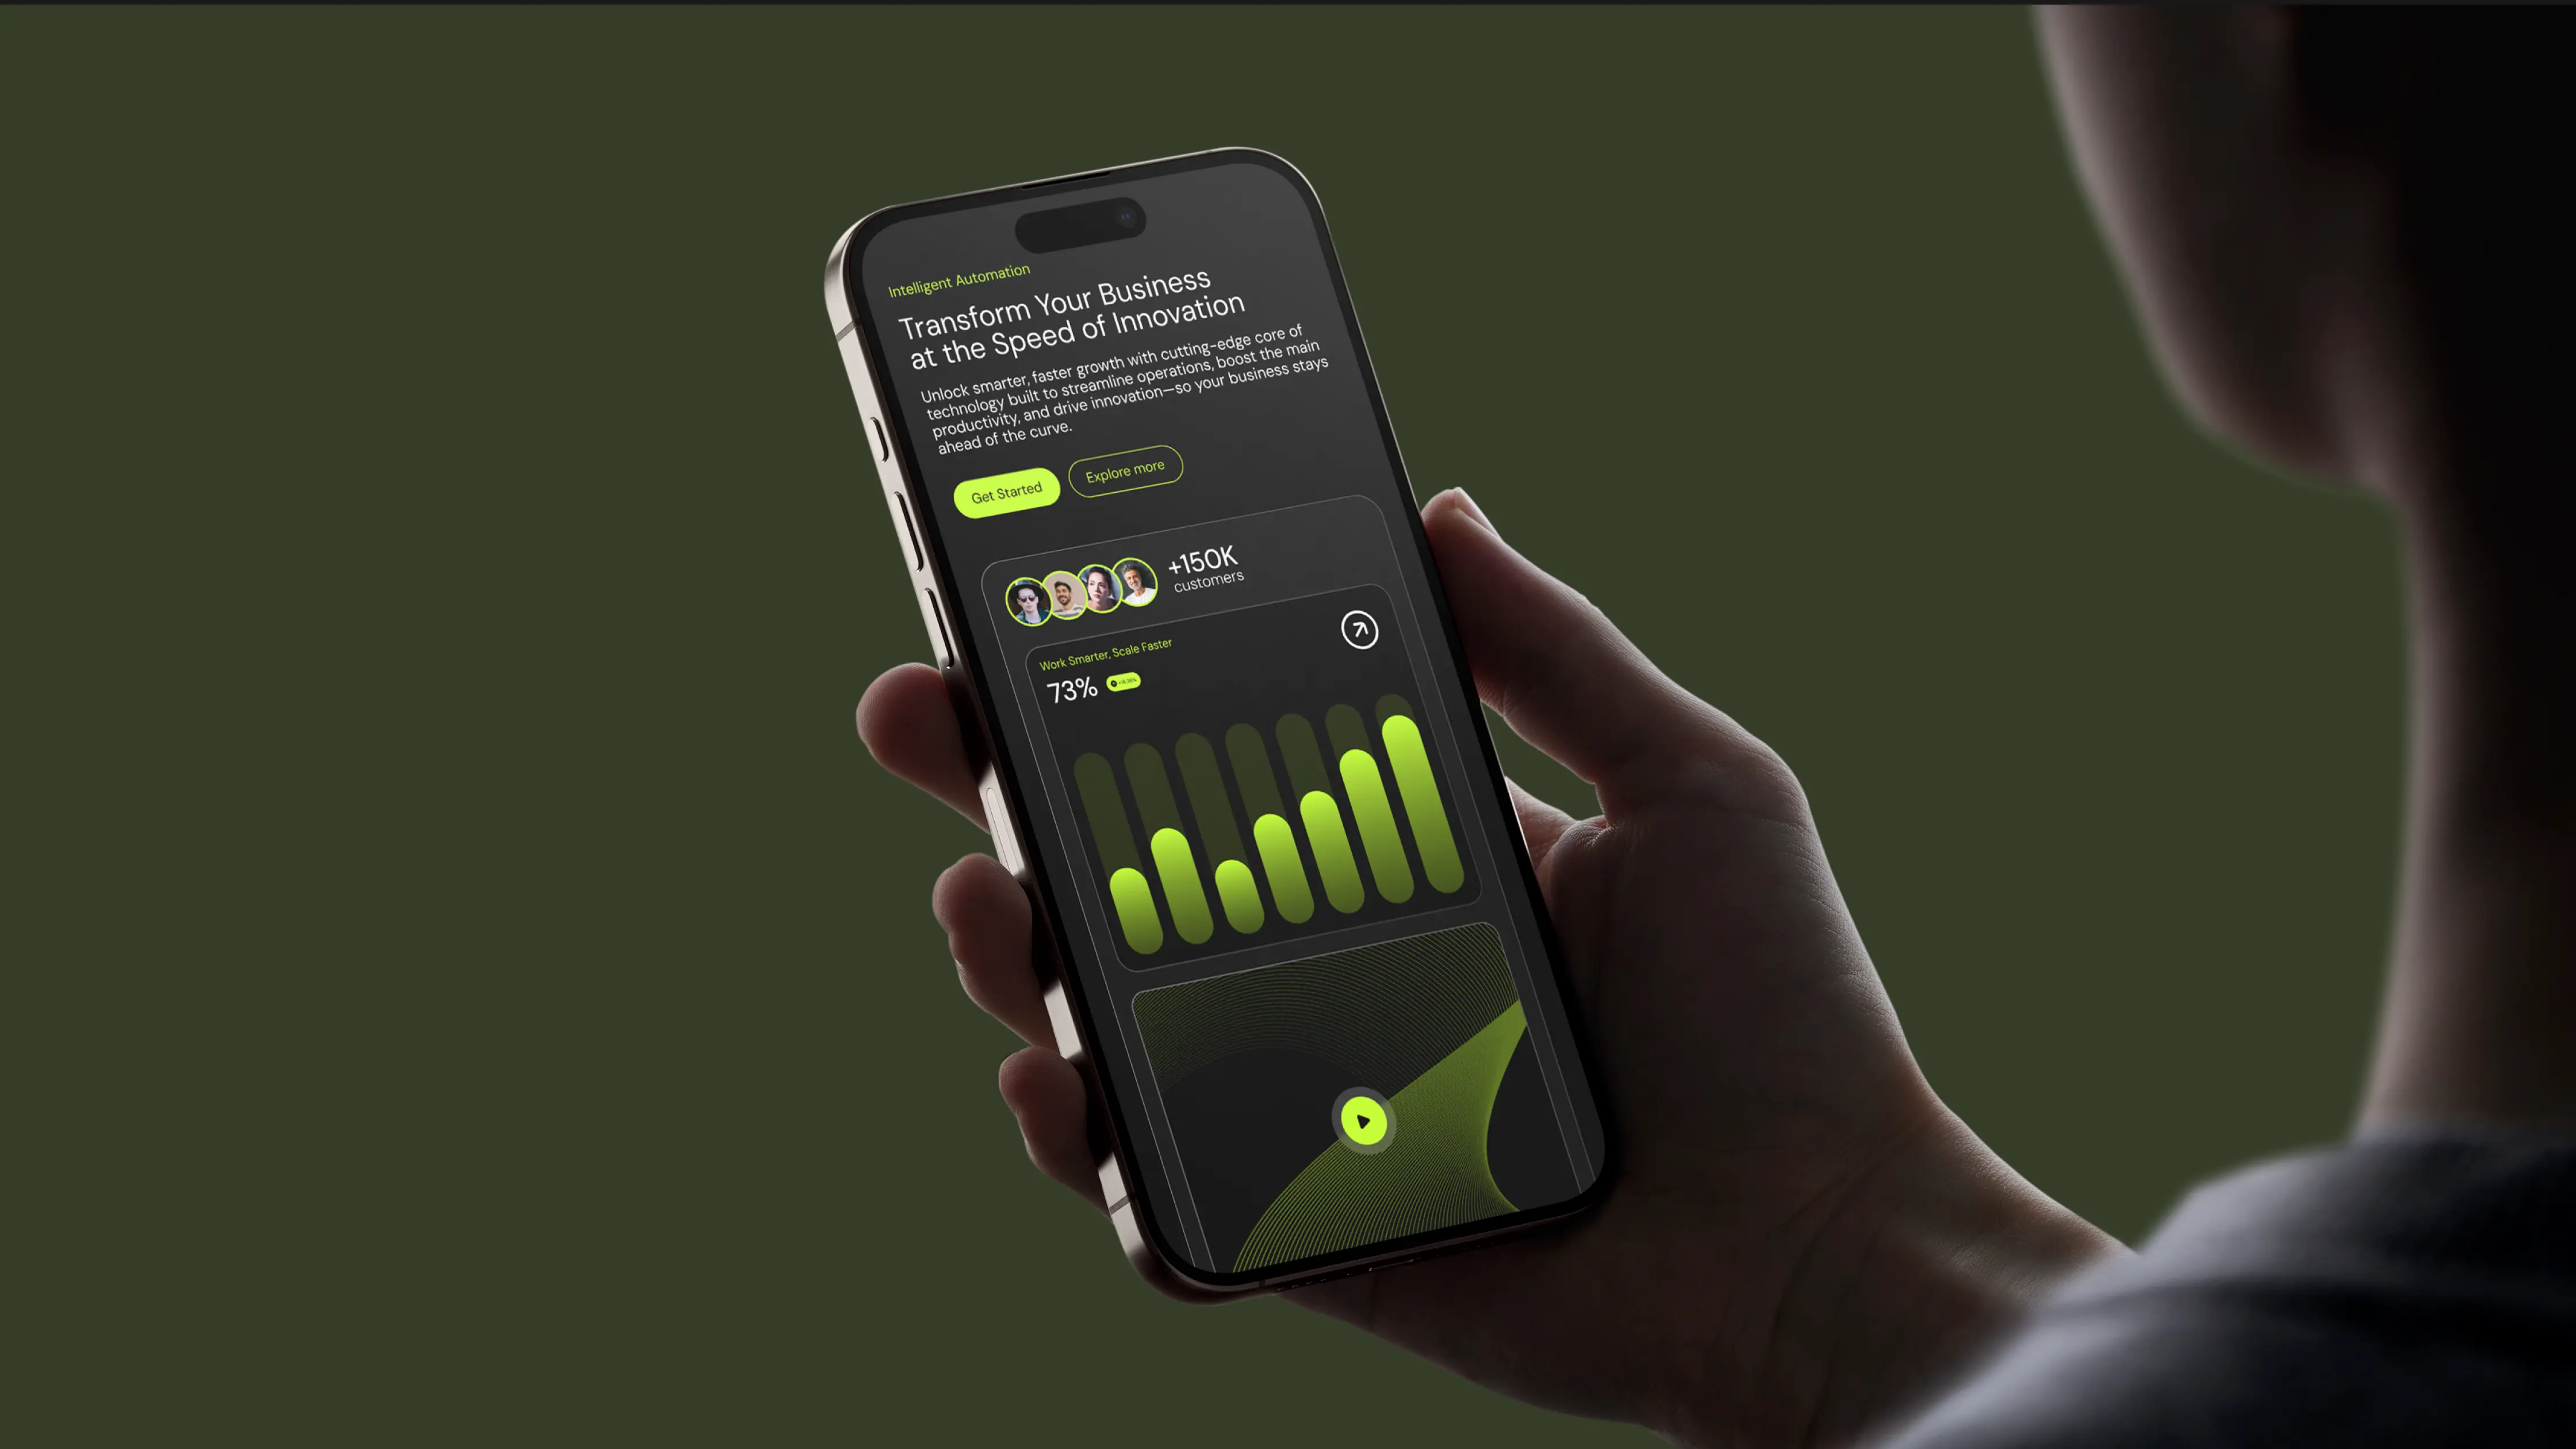 Intelligent Automation
Transform Your Business
at the Speed of Innovation
Unlock smarter, faster growth with cutting-edge core of
technology built to streamline operations, boost the main
productivity, and drive innovation—so your business stays
ahead of the curve.
Get Started
Explore more
+150K
customers
Work Smarter, Scale Faster
73%